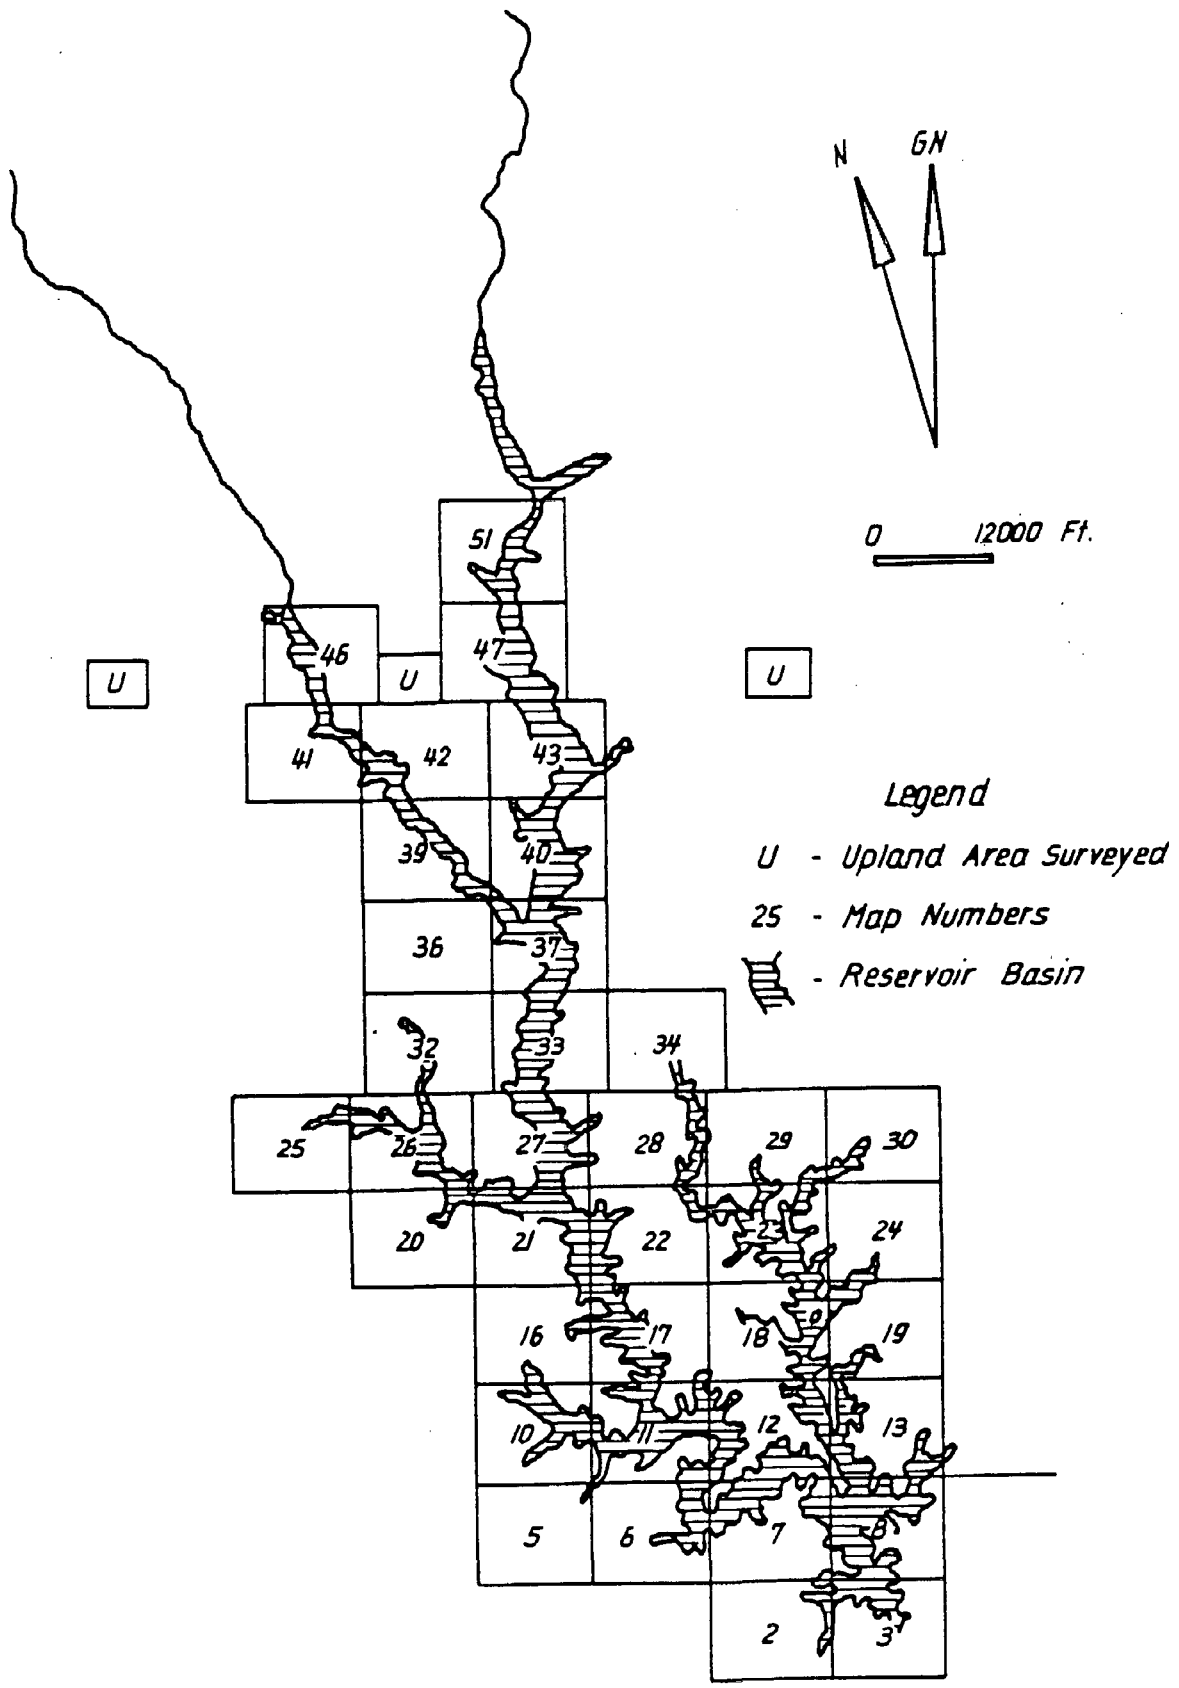 N GN
0 12000 Ft.
51
46 47
U U U
41 42 43
Legend
39 40
U - Upland Area Surveyed
25 - Map Numbers
36 37
- Reservoir Basin
32 33 34
25 26 27 28 29 30
20 21 22 23 24
16 17 18 19
10 11 12 13
5 6 7 8
2 3